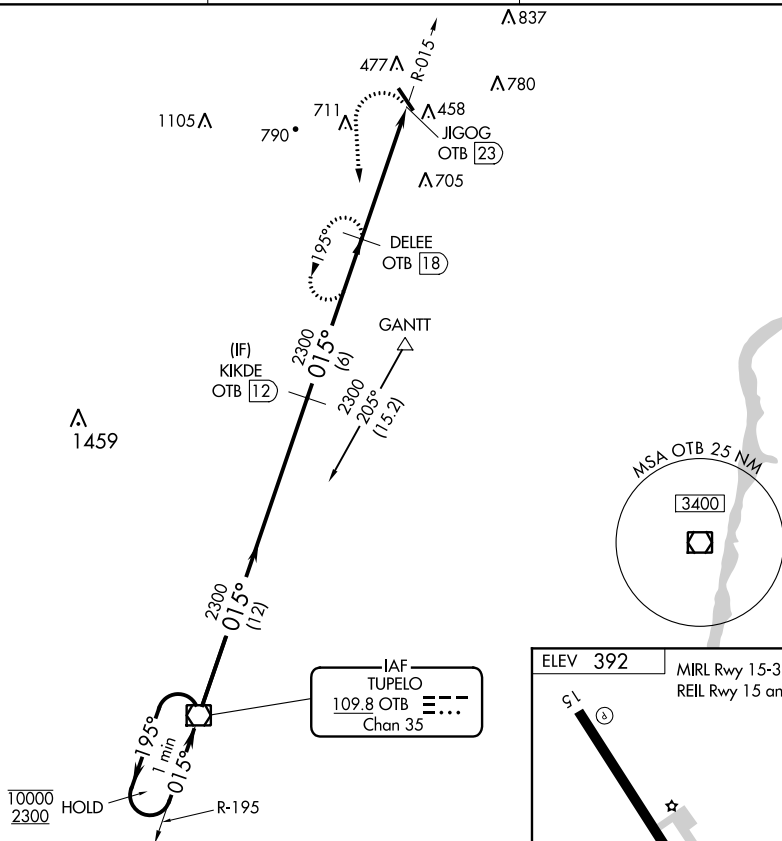 837
R-015
477
780
1105
790
711
458
JIGOG
OTB 23
705
195°
DELEE
OTB 18
GANTT
2300
015°
(6)
(IF)
KIKDE
OTB 12
2300
205°
(15.2)
1459
MSA OTB 25 NM
3400
2300
015°
(12)
IAF
TUPELO
109.8 OTB
Chan 35
195°
1 min
015°
10000
2300
HOLD
R-195
ELEV 392
MIRL Rwy 15-3
REIL Rwy 15 an
15
P